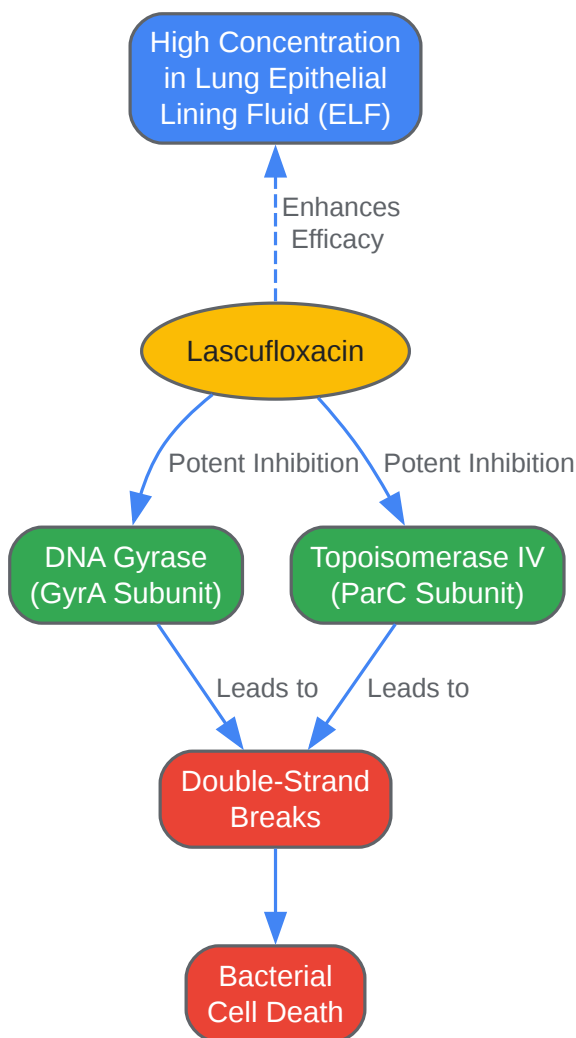 High Concentration
in Lung Epithelial
Lining Fluid (ELF)
Enhances
Efficacy
Lascufloxacin
Potent Inhibition
Potent Inhibition
DNA Gyrase
(GyrA Subunit)
Topoisomerase IV
(ParC Subunit)
Leads to
Leads to
Double-Strand
Breaks
Bacterial
Cell Death